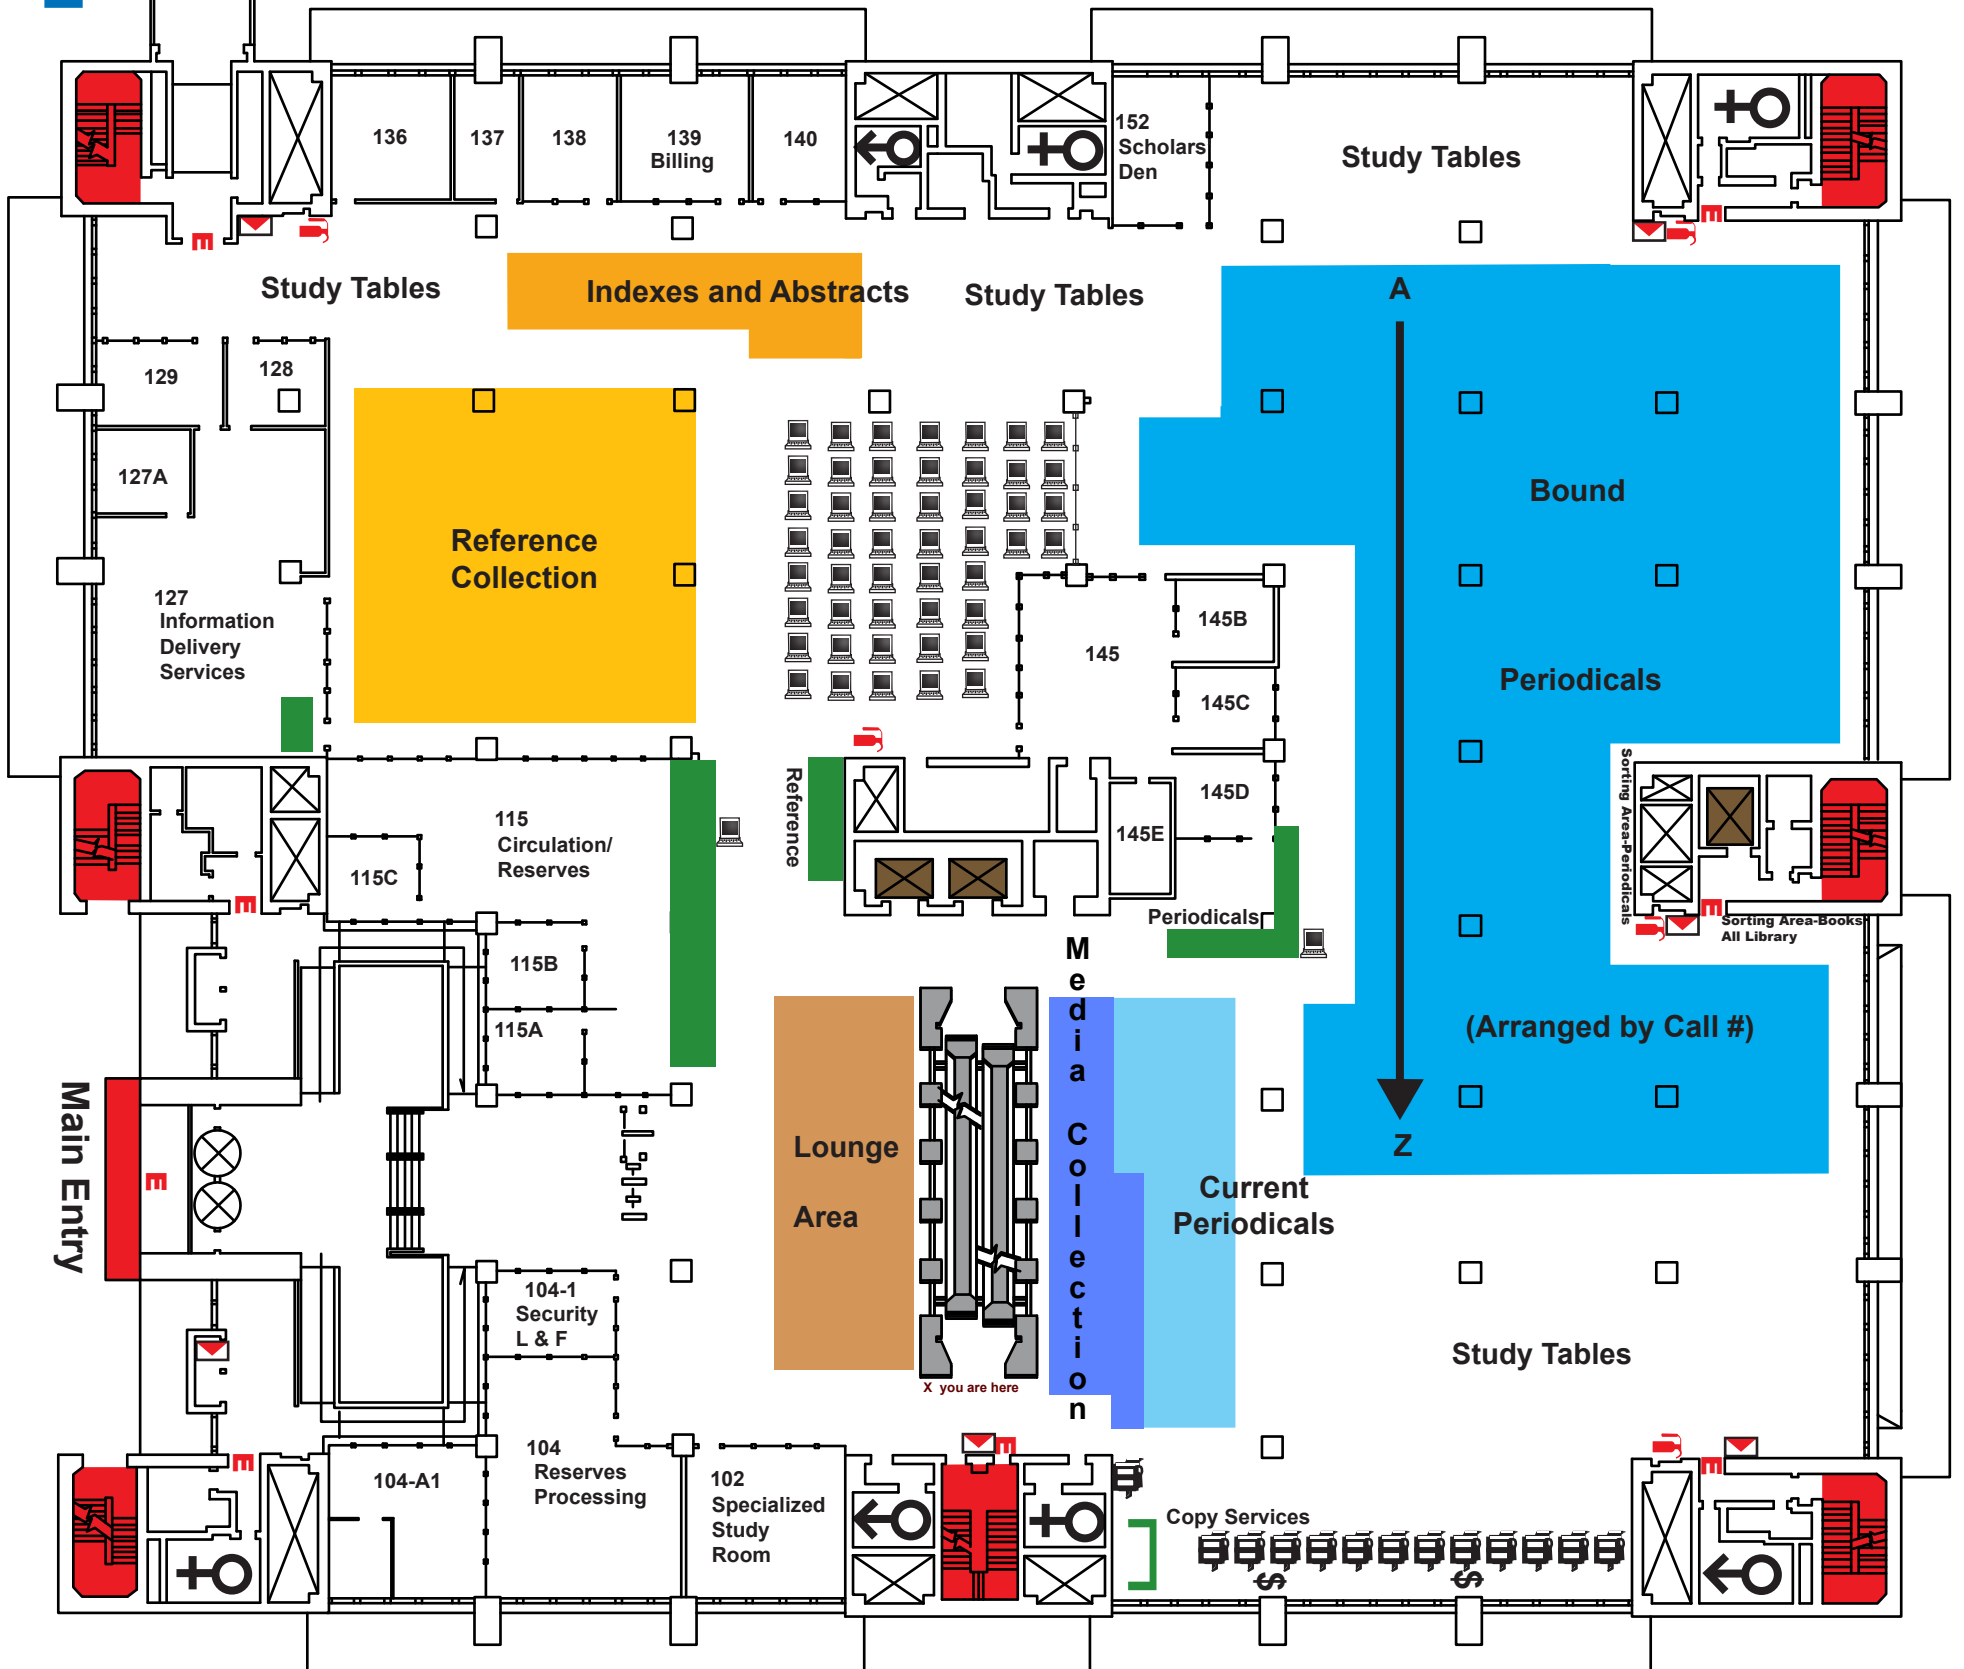 136
137
138
139
Billing
140
152
Scholars
Den
Study Tables
E
E
Study Tables
Indexes and Abstracts
Study Tables
A
129
128
127A
Bound
Reference
Collection
127
Information
Delivery
Services
145B
145
Periodicals
145C
Sorting Area-Periodicals
Reference
145D
115
Circulation/
Reserves
145E
115C
E
Periodicals
E
Sorting Area-Books
All Library
115B
Media Collection
115A
(Arranged by Call #)
Main Entry
E
Lounge
Area
Z
Current
Periodicals
104-1
Security
L & F
Study Tables
X you are here
E
E
E
104
Reserves
Processing
104-A1
102
Specialized
Study
Room
Copy Services
$
$